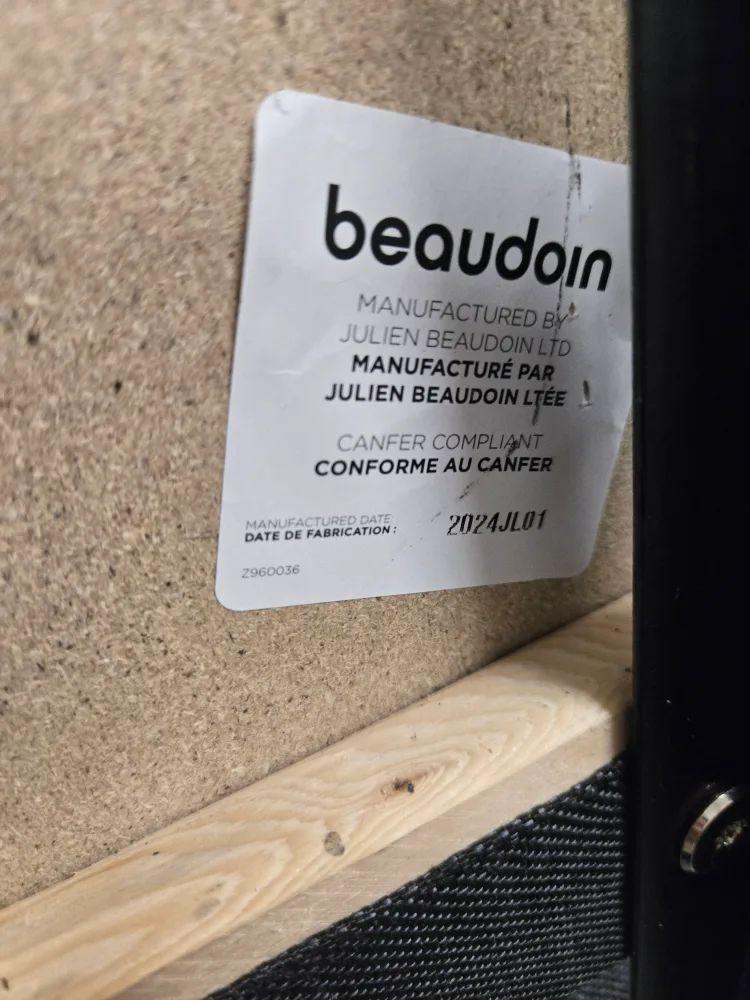 beaudoin
MANUFACTURED BY
JULIEN BEAUDOIN LTD
MANUFACTURÉ PAR
JULIEN BEAUDOIN LTÉE
CANFER COMPLIANT
CONFORME AU CANFER
MANUFACTURED DATE
DATE DE FABRICATION : 2024JL01
Z960036